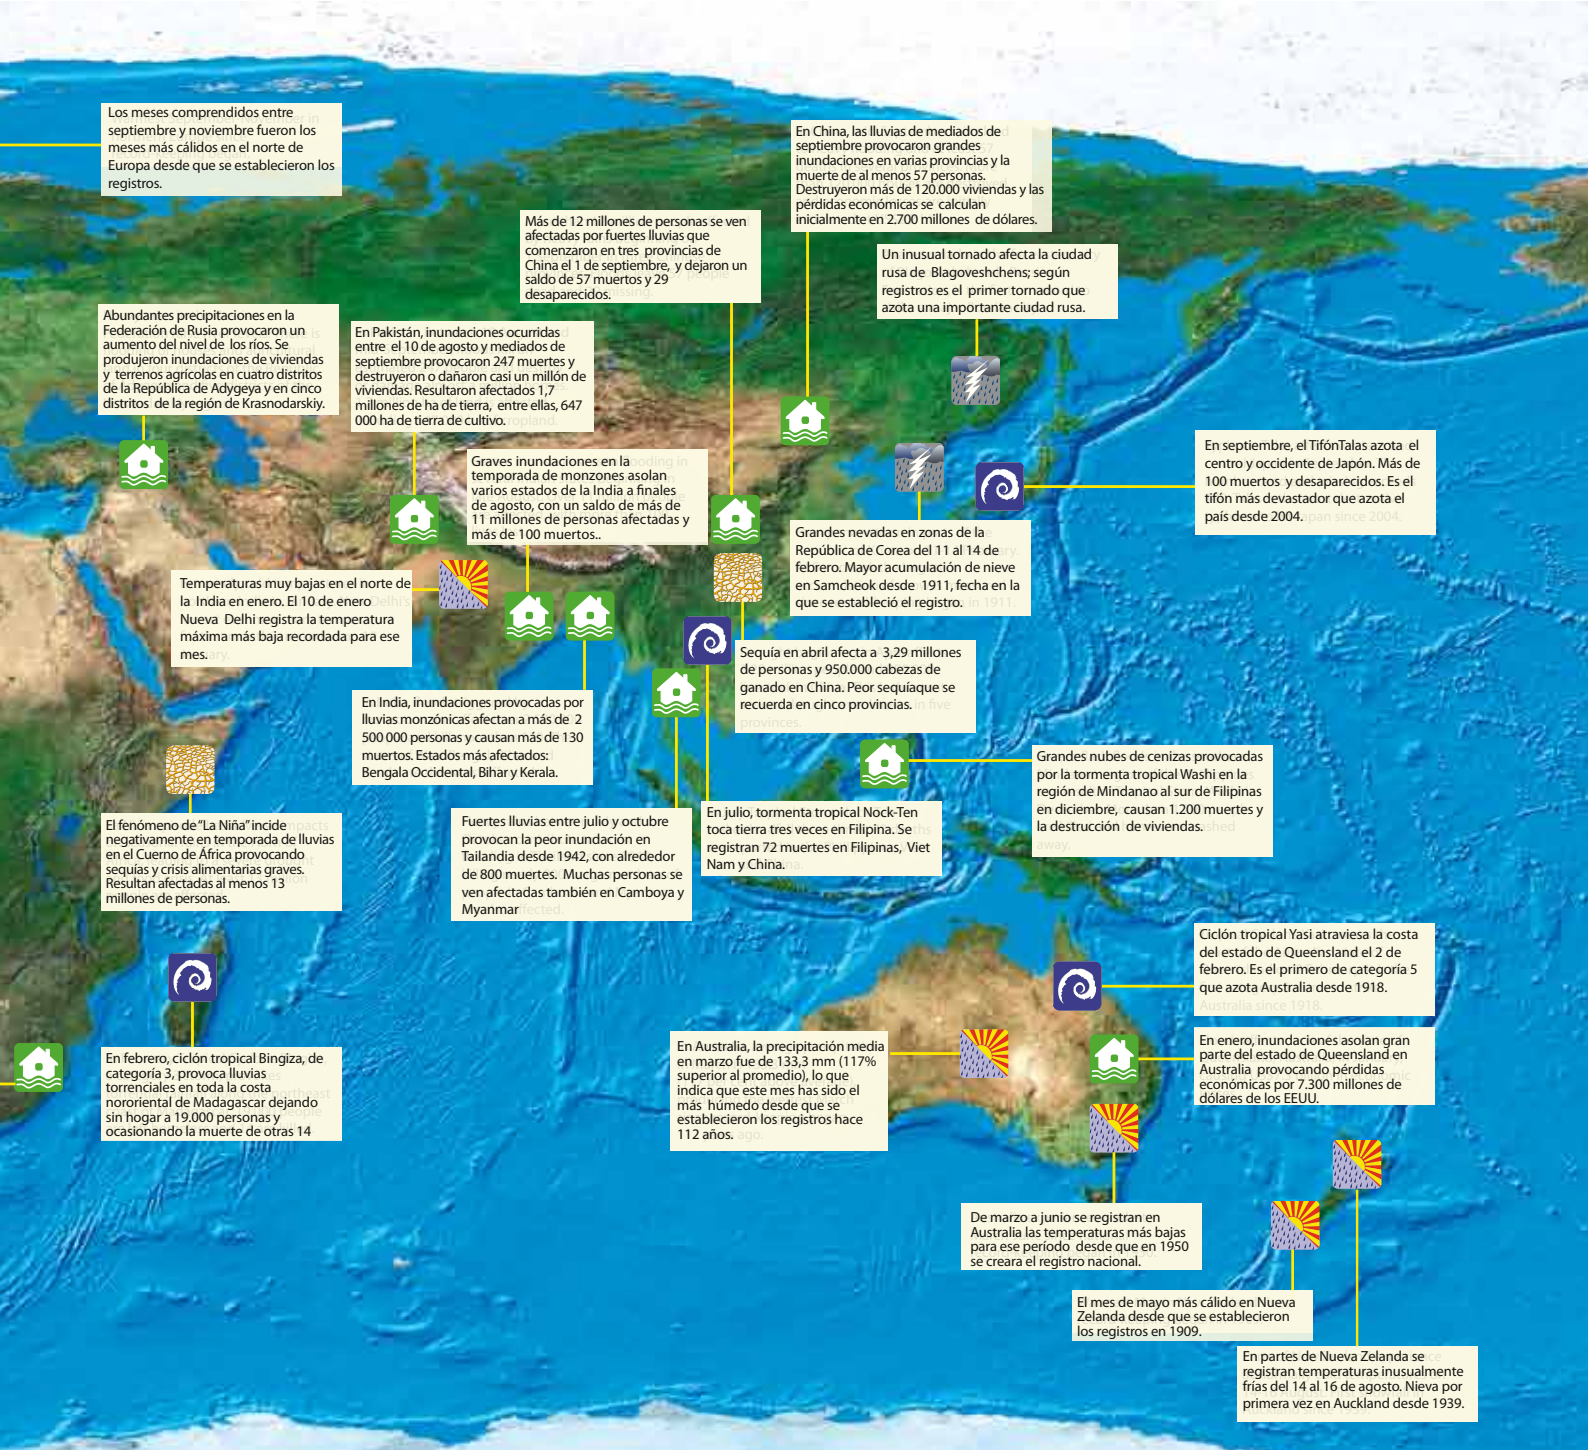 Los meses comprendidos entre
septiembre y noviembre fueron los
meses más cálidos en el norte de
Europa desde que se establecieron los
registros.
En China, las lluvias de mediados de
septiembre provocaron grandes
inundaciones en varias provincias y la
muerte de al menos 57 personas.
Destruyeron más de 120.000 viviendas y las
pérdidas económicas se calculan
inicialmente en 2.700 millones de dólares.
Más de 12 millones de personas se ven
afectadas por fuertes lluvias que
comenzaron en tres provincias de
China el 1 de septiembre, y dejaron un
saldo de 57 muertos y 29
desaparecidos.
Un inusual tornado afecta la ciudad
rusa de Blagoveshchens; según
registros es el primer tornado que
azota una importante ciudad rusa.
Abundantes precipitaciones en la
Federación de Rusia provocaron un
aumento del nivel de los ríos. Se
produjeron inundaciones de viviendas
y terrenos agrícolas en cuatro distritos
de la República de Adygeya y en cinco
distritos de la región de Krasnodarskiy.
En Pakistán, inundaciones ocurridas
entre el 10 de agosto y mediados de
septiembre provocaron 247 muertes y
destruyeron o dañaron casi un millón de
viviendas. Resultaron afectados 1,7
millones de ha de tierra, entre ellas, 647
000 ha de tierra de cultivo.
Graves inundaciones en la
temporada de monzones asolan
varios estados de la India a finales
de agosto, con un saldo de más de
11 millones de personas afectadas y
más de 100 muertos..
En septiembre, el TifónTalas azota el
centro y occidente de Japón. Más de
100 muertos y desaparecidos. Es el
tifón más devastador que azota el
país desde 2004.
Grandes nevadas en zonas de la
República de Corea del 11 al 14 de
febrero. Mayor acumulación de nieve
en Samcheok desde 1911, fecha en la
que se estableció el registro.
Temperaturas muy bajas en el norte de
la India en enero. El 10 de enero
Nueva Delhi registra la temperatura
máxima más baja recordada para ese
mes.
Sequía en abril afecta a 3,29 millones
de personas y 950.000 cabezas de
ganado en China. Peor sequíaque se
recuerda en cinco provincias.
En India, inundaciones provocadas por
lluvias monzónicas afectan a más de 2
500 000 personas y causan más de 130
muertos. Estados más afectados:
Bengala Occidental, Bihar y Kerala.
Grandes nubes de cenizas provocadas
por la tormenta tropical Washi en la
región de Mindanao al sur de Filipinas
en diciembre, causan 1.200 muertes y
la destrucción de viviendas.
El fenómeno de "La Niña" incide
negativamente en temporada de lluvias
en el Cuerno de África provocando
sequías y crisis alimentarias graves.
Resultan afectadas al menos 13
millones de personas.
Fuertes lluvias entre julio y octubre
provocan la peor inundación en
Tailandia desde 1942, con alrededor
de 800 muertes. Muchas personas se
ven afectadas también en Camboya y
Myanmar
En julio, tormenta tropical Nock-Ten
toca tierra tres veces en Filipina. Se
registran 72 muertes en Filipinas, Viet
Nam y China.
Ciclón tropical Yasi atraviesa la costa
del estado de Queensland el 2 de
febrero. Es el primero de categoría 5
que azota Australia desde 1918.
En febrero, ciclón tropical Bingiza, de
categoría 3, provoca lluvias
torrenciales en toda la costa
nororiental de Madagascar dejando
sin hogar a 19.000 personas y
ocasionando la muerte de otras 14
En Australia, la precipitación media
en marzo fue de 133,3 mm (117%
superior al promedio), lo que
indica que este mes has sido el
más húmedo desde que se
establecieron los registros hace
112 años.
En enero, inundaciones asolan gran
parte del estado de Queensland en
Australia provocando pérdidas
económicas por 7.300 millones de
dólares de los EEUU.
De marzo a junio se registran en
Australia las temperaturas más bajas
para ese período desde que en 1950
se creara el registro nacional.
El mes de mayo más cálido en Nueva
Zelanda desde que se establecieron
los registros en 1909.
En partes de Nueva Zelanda se
registran temperaturas inusualmente
frías del 14 al 16 de agosto. Nieva por
primera vez en Auckland desde 1939.